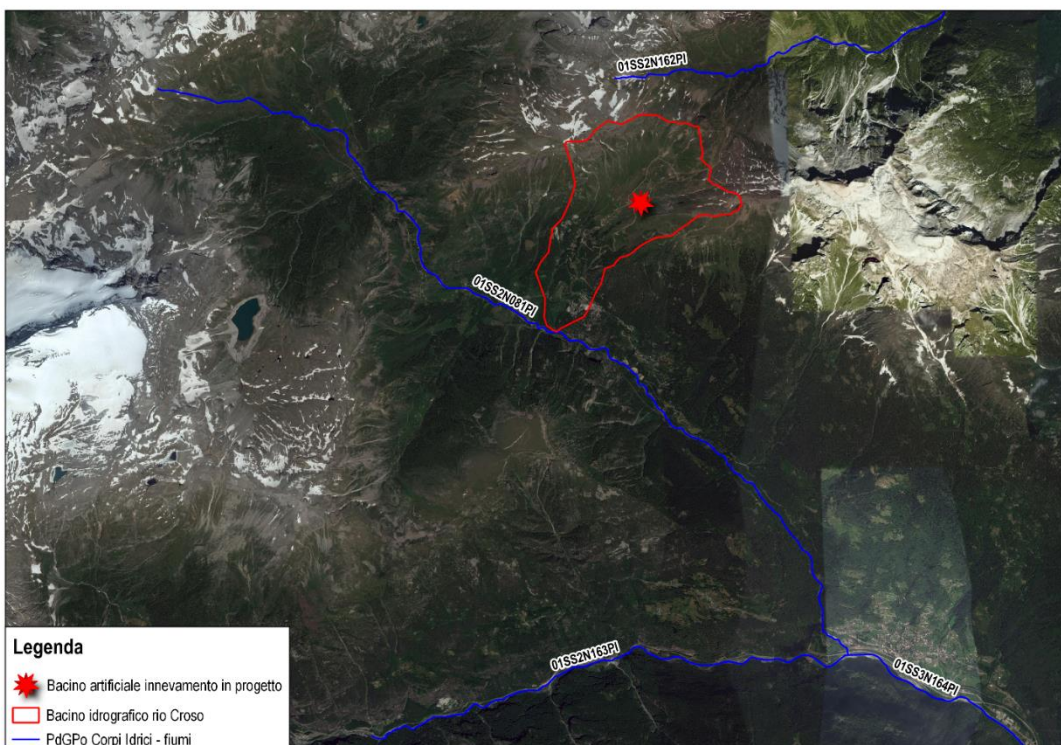 01SS2N162PI
01SS2N081PI
01SS2N163PI
01SS3N164PI
Legenda
Bacino artificiale innevamento in progetto
Bacino idrografico rio Croso
PdGPo Corpi Idrici - fiumi